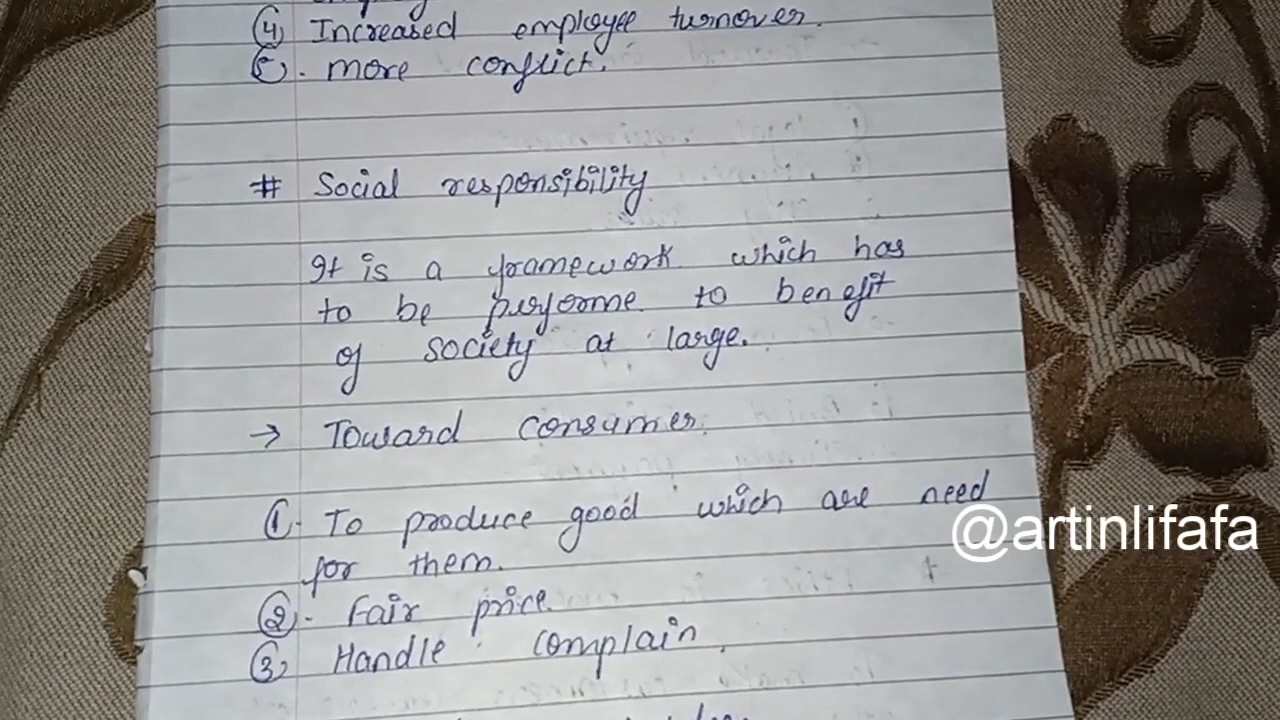 ④ Increased employee turnover.
⑤. more conflict.
# Social responsibility
It is a framework which has
to be performe to benefit
of society at large.
→ Toward consumer.
①. To produce good which are need
for them.
②. Fair price.
③ Handle complain.
@artinlifafa